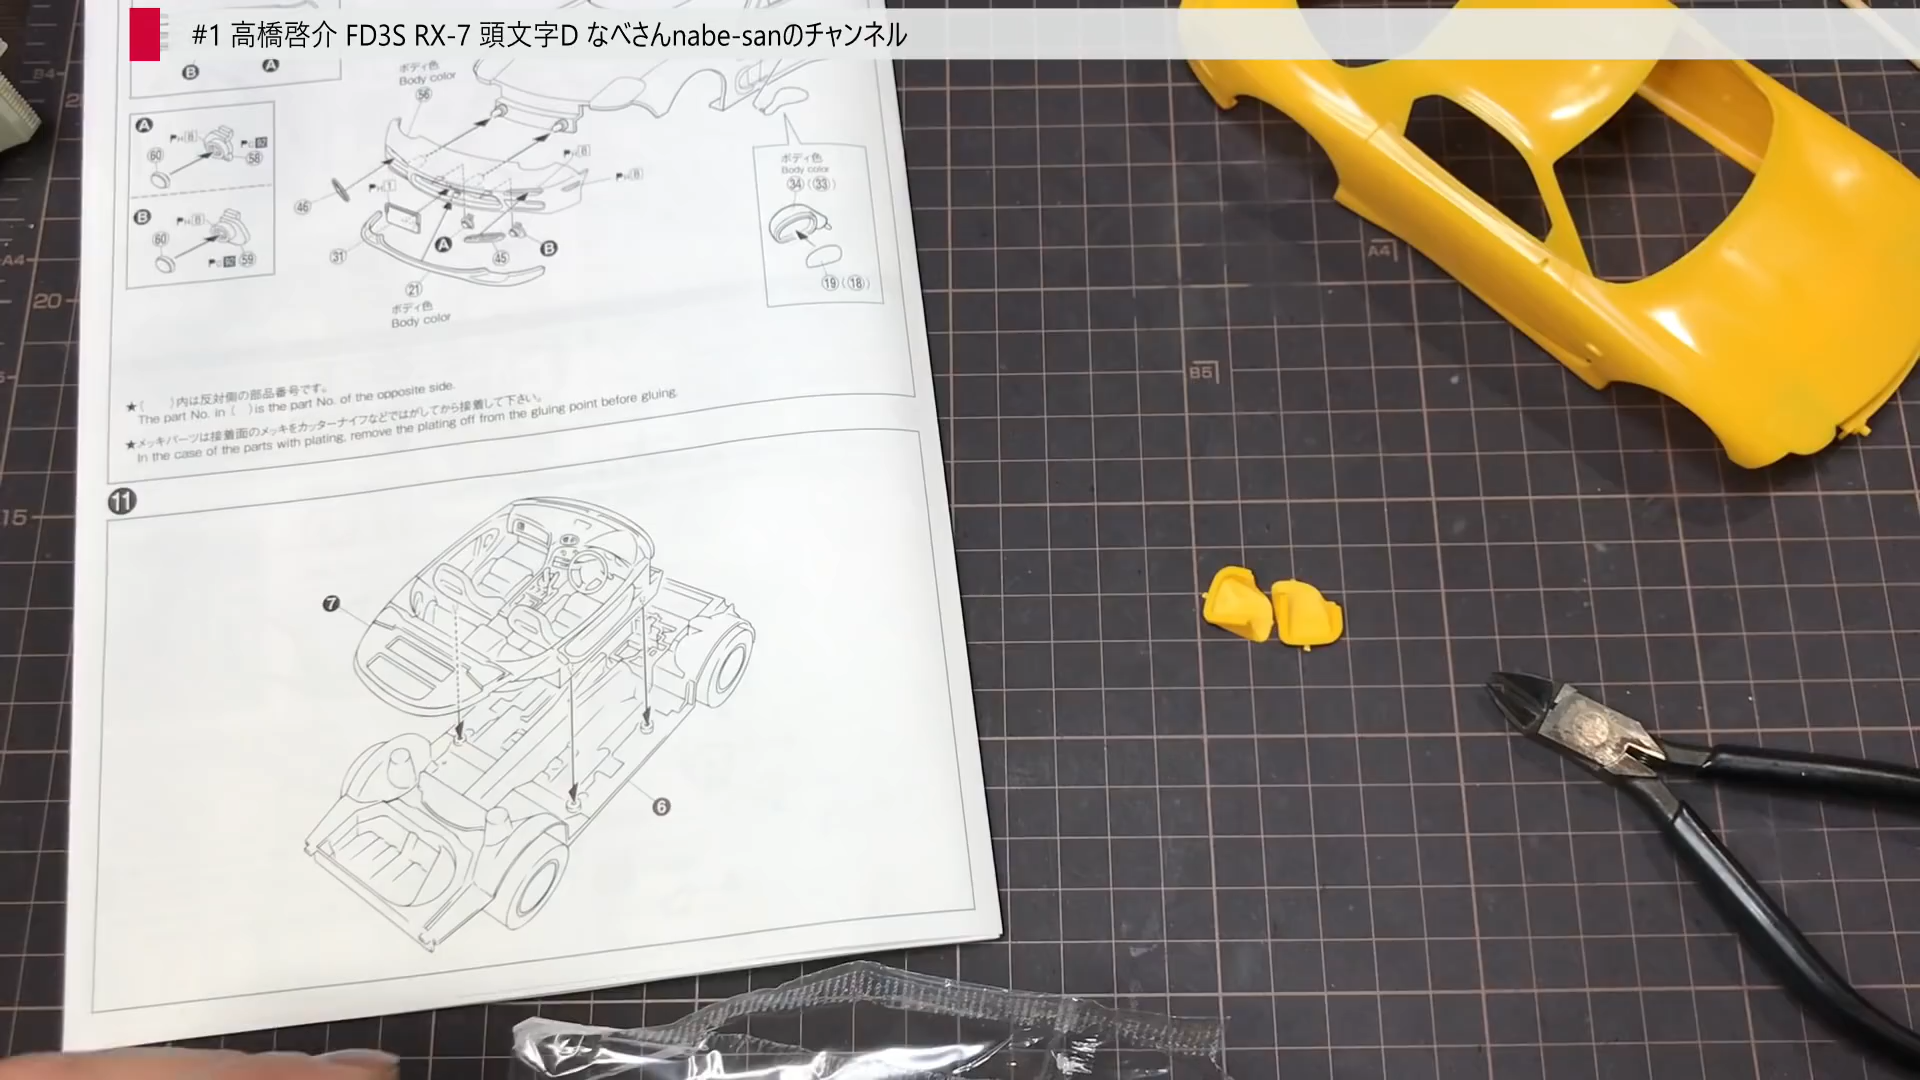 #1 高橋啓介 FD3S RX-7 頭文字D なべさんnabe-sanのチャンネル
B A
ボディ色
Body color
56
A
60
58
B
60
59
46
31
A
45
B
21
ボディ色
Body color
ボディ色
Body color
34 (33)
19 (18)
★( )内は反対側の部品番号です。
The part No. in ( ) is the part No. of the opposite side.
★メッキパーツは接着面のメッキをカッターナイフなどではがしてから接着して下さい。
In the case of the parts with plating, remove the plating off from the gluing point before gluing.
11
7
6
B4
A4
20
15
A4
B5